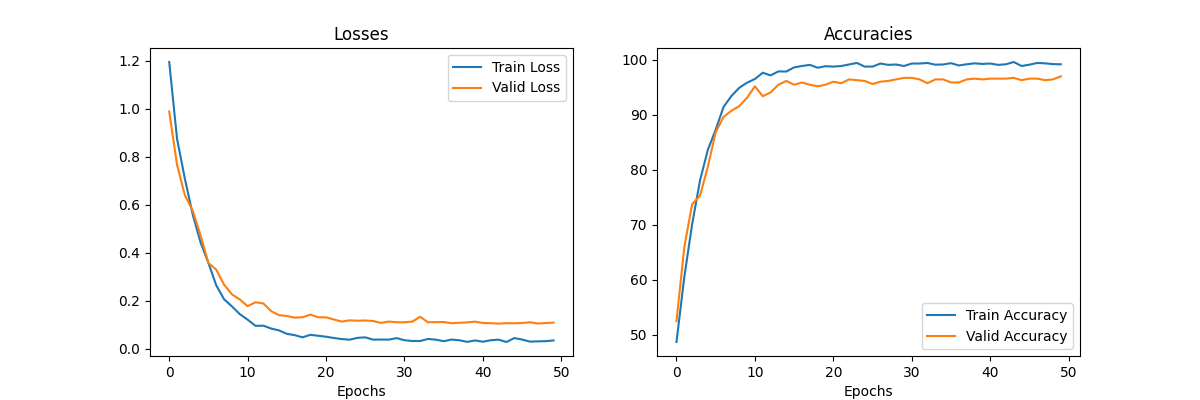 Losses
1.2
1.0
0.8
0.6
0.4
0.2
0.0
Train Loss
Valid Loss
0 10 20 30 40 50
Epochs
Accuracies
100
90
80
70
60
50
Train Accuracy
Valid Accuracy
0 10 20 30 40 50
Epochs